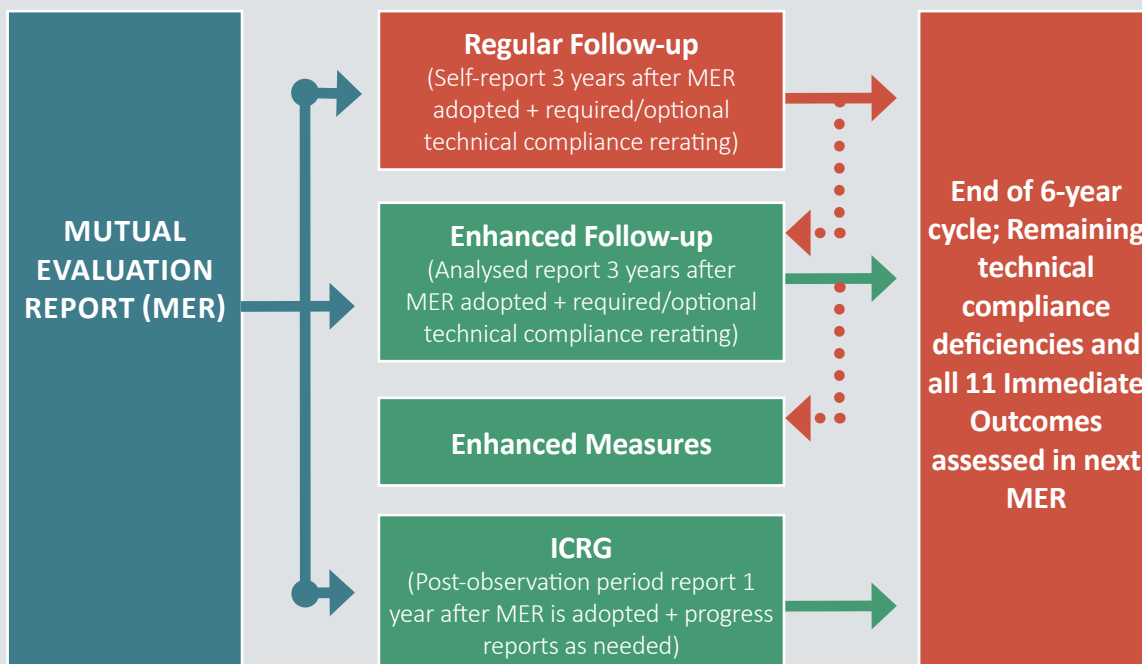 MUTUAL
EVALUATION
REPORT (MER)
Regular Follow-up
(Self-report 3 years after MER
adopted + required/optional
technical compliance rerating)
Enhanced Follow-up
(Analysed report 3 years after
MER adopted + required/optional
technical compliance rerating)
Enhanced Measures
ICRG
(Post-observation period report 1
year after MER is adopted + progress
reports as needed)
End of 6-year
cycle; Remaining
technical
compliance
deficiencies and
all 11 Immediate
Outcomes
assessed in next
MER